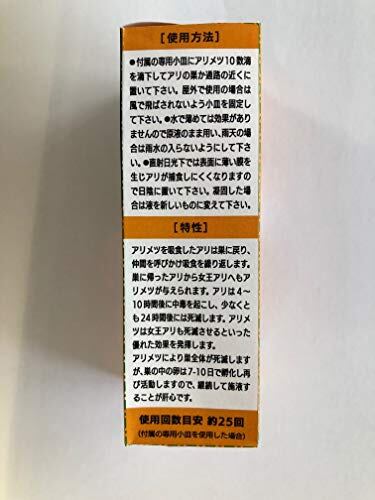 [使用方法]
●付属の専用小皿にアリメツ10数滴
を滴下してアリの巣か通路の近くに
置いて下さい。屋外で使用の場合は
風で飛ばされないよう小皿を固定し
て下さい。●水で薄めては効果があり
ませんので原液のまま用い、雨天の場
合は雨水の入らないようにして下さ
い。●直射日光下では表面に薄い膜を
生じアリが捕食しにくくなりますの
で日陰に置いて下さい。凝固した場
合は液を新しいものに変えて下さい。
[特性]
アリメツを吸食したアリは巣に戻り、
仲間を呼びかけ吸食を繰り返します。
巣に帰ったアリから女王アリへもア
リメツが与えられます。アリは4~
10時間後に中毒を起こし、少なくと
も24時間後には死滅します。アリメ
ツは女王アリも死滅させるといった
優れた効果を発揮します。
アリメツにより巣全体が死滅します
が、巣の中の卵は7-10日で孵化し再
び活動しますので、継続して施液す
ることが肝心です。
使用回数目安 約25回
(付属の専用小皿を使用した場合)